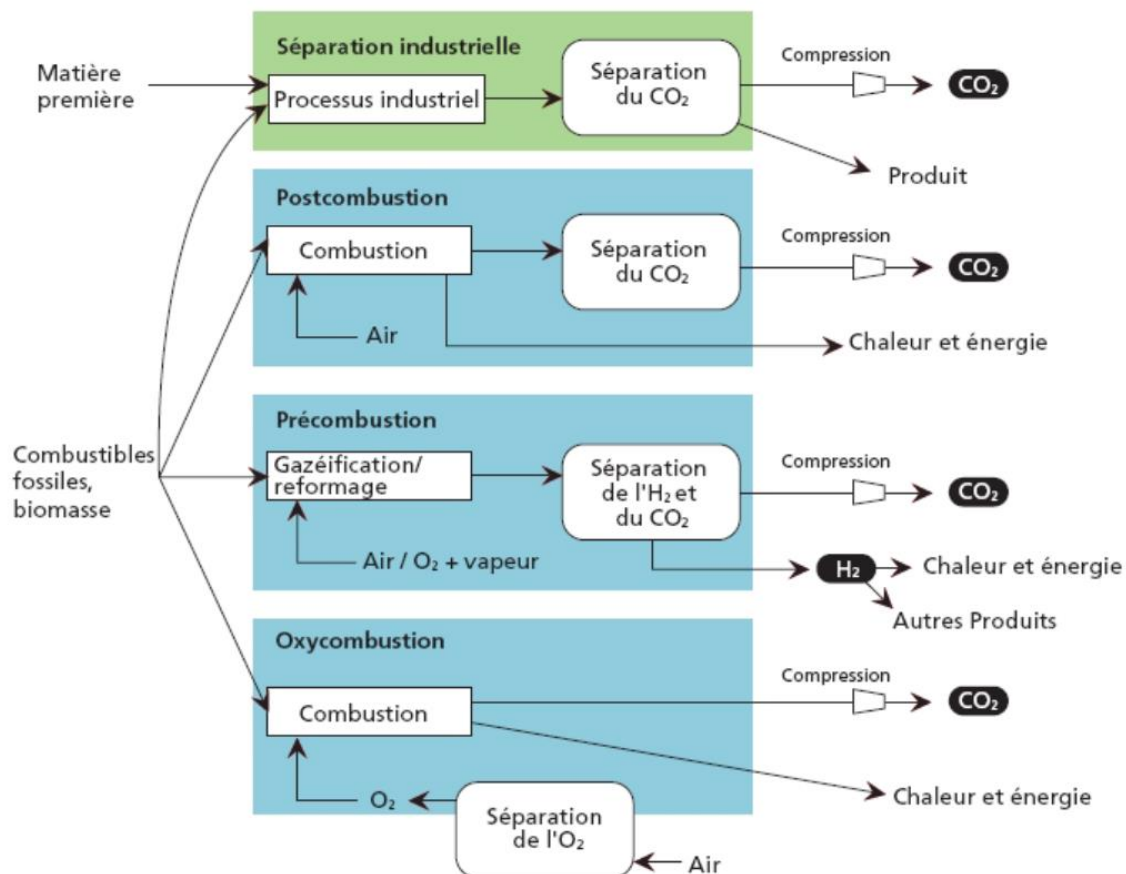 Séparation industrielle
Matière
première
Processus industriel
Séparation
du CO₂
Compression
CO₂
Produit
Postcombustion
Combustion
Séparation
du CO₂
Compression
CO₂
Air
Chaleur et énergie
Combustibles
fossiles,
biomasse
Précombustion
Gazéification/
reformage
Séparation
de l'H₂ et
du CO₂
Compression
CO₂
Air / O₂ + vapeur
H₂
Chaleur et énergie
Autres Produits
Oxycombustion
Combustion
Compression
CO₂
O₂
Séparation
de l'O₂
Chaleur et énergie
Air